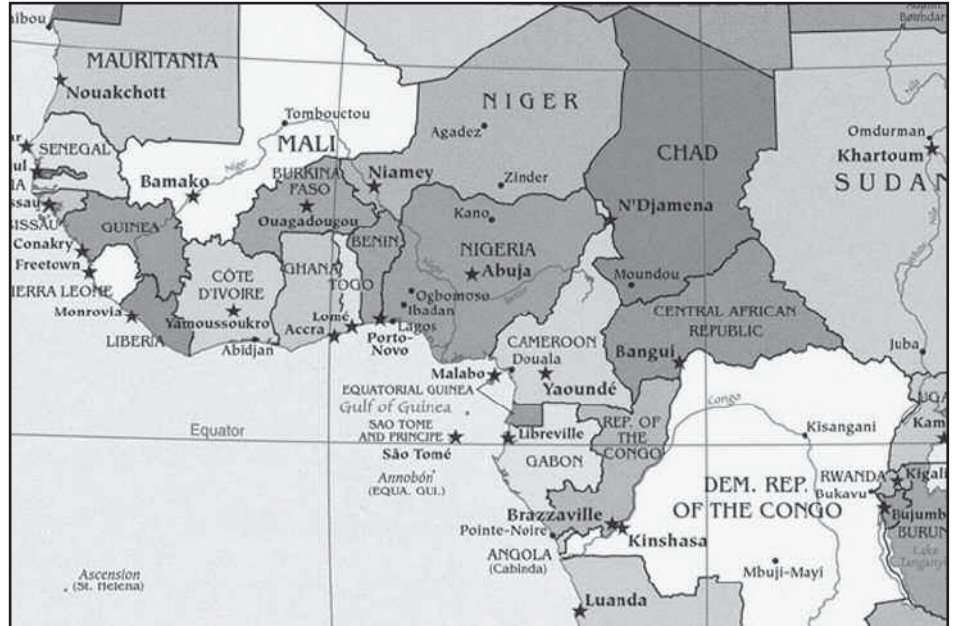 MAURITANIA
Nouakchott
Tombouctou
MALI
NIGER
Agadez
CHAD
Omdurman
Khartoum
SUDAN
SENEGAL
Bamako
Niger
BURKINA
FASO
Niamey
Zinder
Ouagadougou
Kano
N'Djamena
GUINEA
Conakry
Freetown
BENIN
NIGERIA
Abuja
GHANA
TOGO
CÔTE
D'IVOIRE
Moundou
Ogbomoso
Ibadan
Lagos
CENTRAL AFRICAN
REPUBLIC
Monrovia
LIBERIA
Yamoussoukro
Abidjan
Lomé
Accra
Porto-
Novo
CAMEROON
Douala
Bangui
Juba
Malabo
Yaoundé
EQUATORIAL GUINEA
Gulf of Guinea
Congo
SAO TOME
AND PRINCIPE
São Tomé
Equator
Libreville
REP. OF
THE
CONGO
Kisangani
GABON
Annobón
(EQUA. GUI.)
DEM. REP.
OF THE CONGO
RWANDA
Kigali
Bukavu
Brazzaville
Pointe-Noire
Kinshasa
ANGOLA
(Cabinda)
Mbuji-Mayi
Ascension
(St. Helena)
Luanda